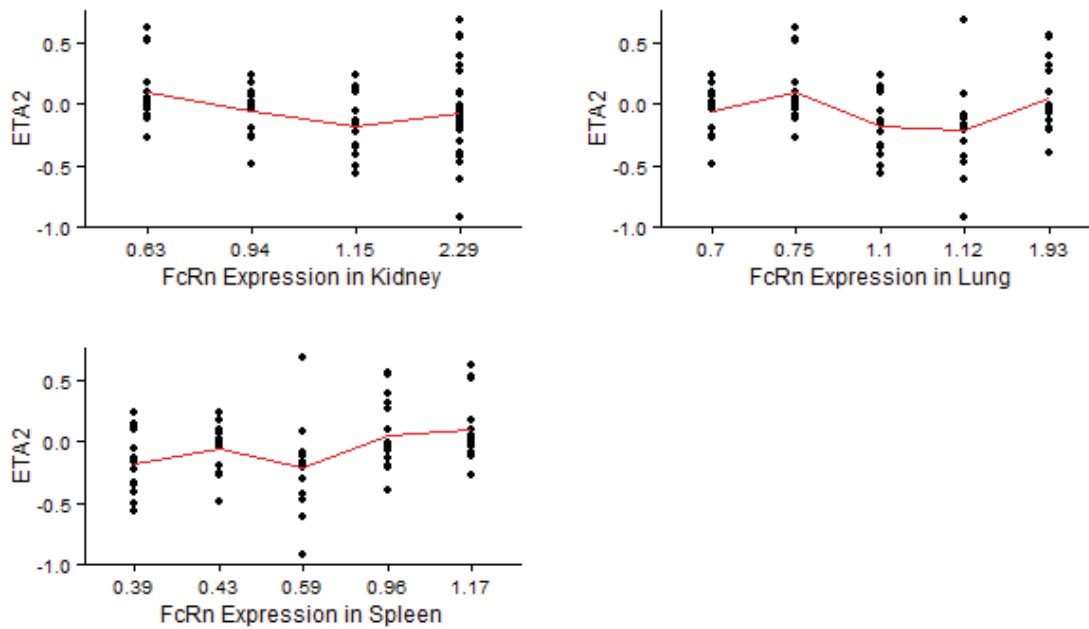 ETA2
0.5
0.0
-0.5
-1.0
0.63 0.94 1.15 2.29
FcRn Expression in Kidney
ETA2
0.5
0.0
-0.5
-1.0
0.7 0.75 1.1 1.12 1.93
FcRn Expression in Lung
ETA2
0.5
0.0
-0.5
-1.0
0.39 0.43 0.59 0.96 1.17
FcRn Expression in Spleen